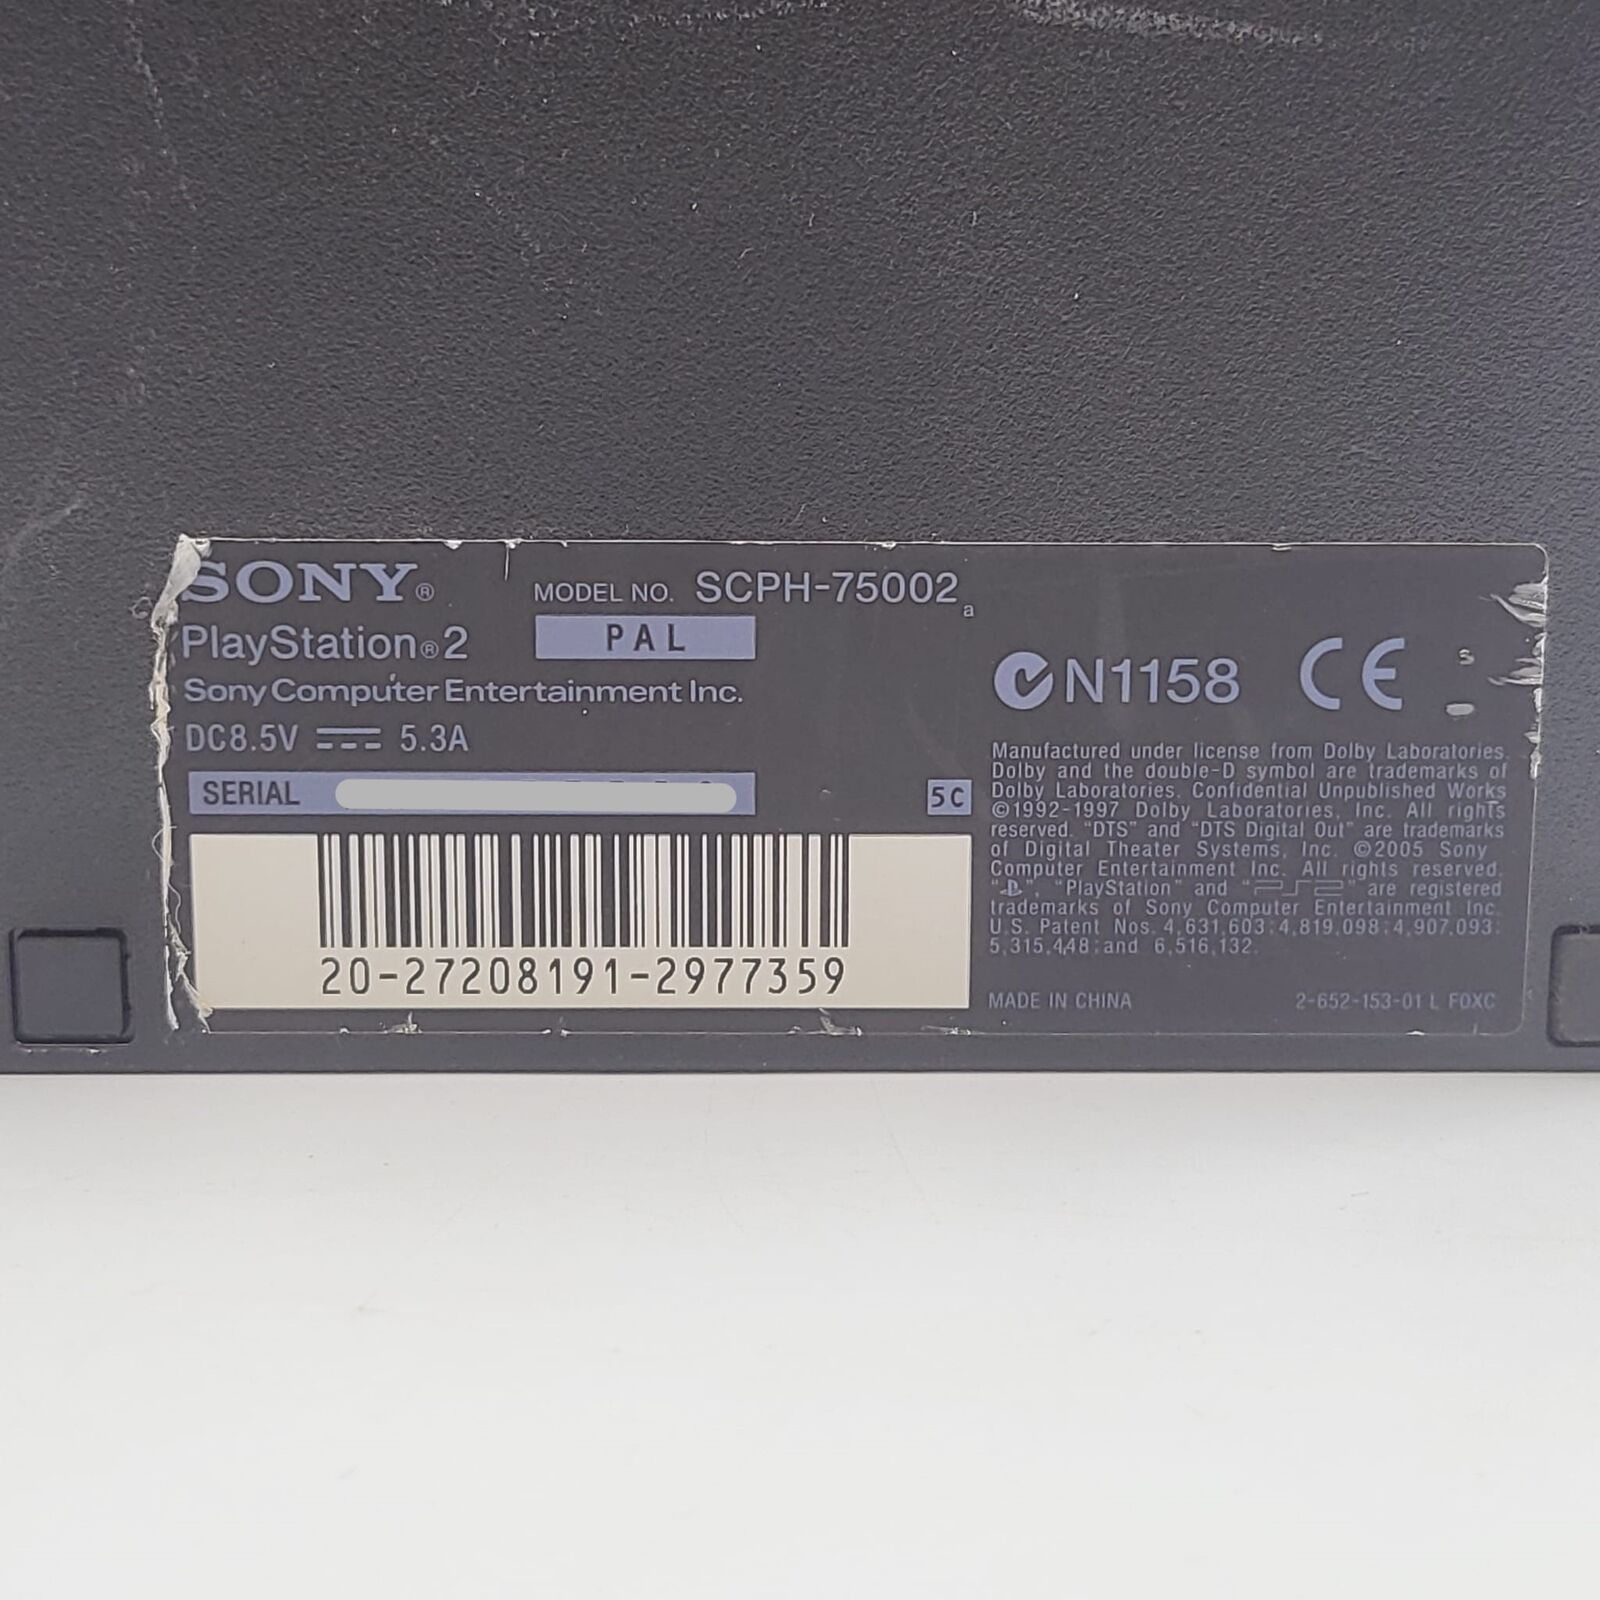 SONY®
MODEL NO. SCPH-75002 a
PlayStation®2
PAL
Sony Computer Entertainment Inc.
DC8.5V 5.3A
SERIAL
5C
20-27208191-2977359
N1158 CE
S
Manufactured under license from Dolby Laboratories.
Dolby and the double-D symbol are trademarks of
Dolby Laboratories. Confidential Unpublished Works
©1992-1997 Dolby Laboratories, Inc. All rights
reserved. “DTS” and “DTS Digital Out” are trademarks
of Digital Theater Systems, Inc. ©2005 Sony
Computer Entertainment Inc. All rights reserved.
“PS”, “PlayStation” and “PS2” are registered
trademarks of Sony Computer Entertainment Inc.
U.S. Patent Nos. 4,631,603;4,819,098;4,907,093;
5,315,448;and 6,516,132.
MADE IN CHINA 2-652-153-01 L FOXC